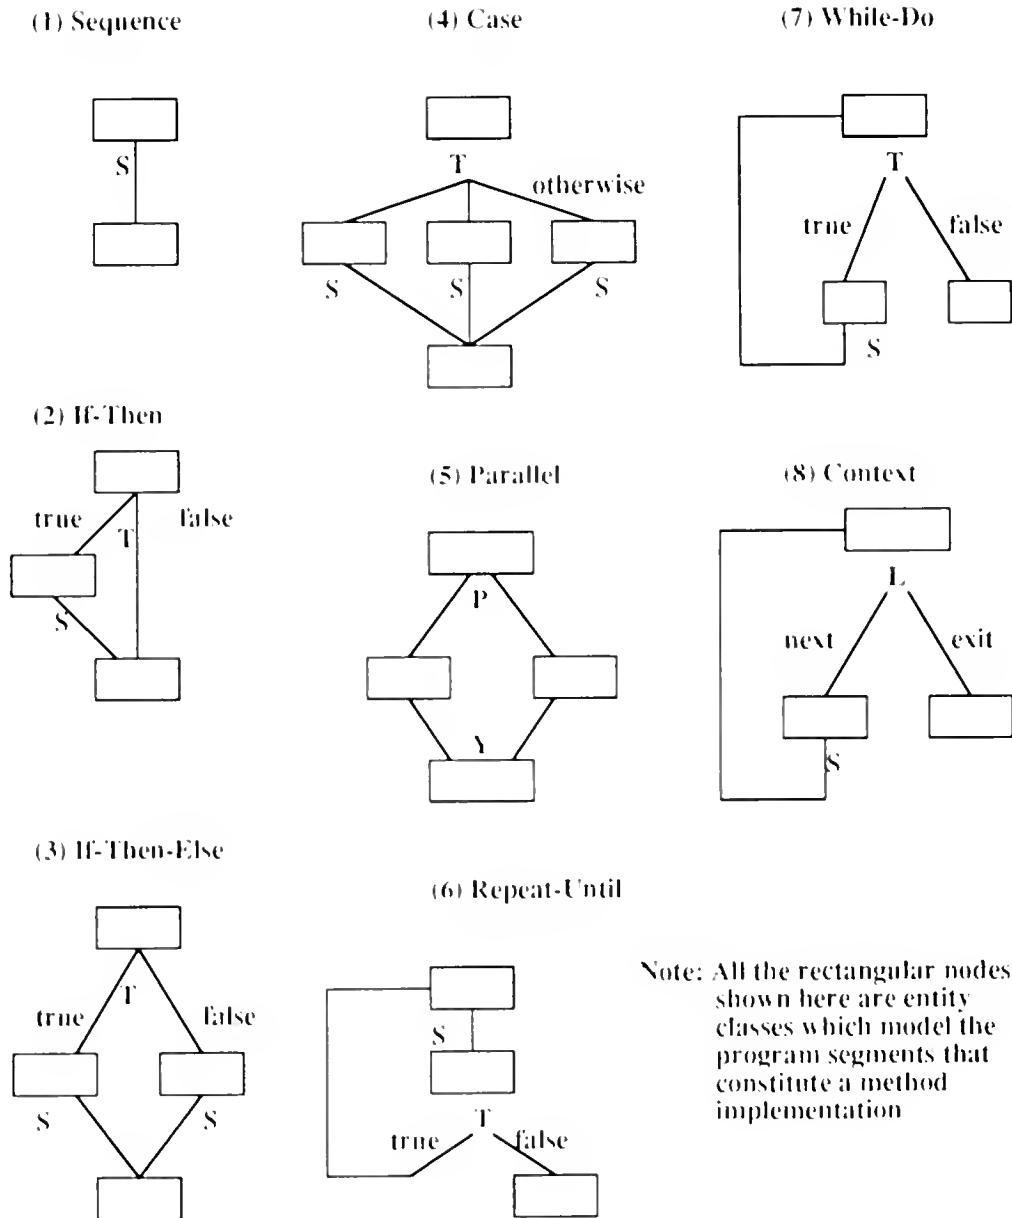 (1) Sequence
S
(2) If-Then
true
T
false
S
(3) If-Then-Else
T
true
false
S
S
(4) Case
T
otherwise
S
S
S
(5) Parallel
P
Y
(6) Repeat-Until
S
T
true
false
(7) While-Do
T
true
false
S
(8) Context
L
next
exit
S
Note: All the rectangular nodes
shown here are entity
classes which model the
program segments that
constitute a method
implementation